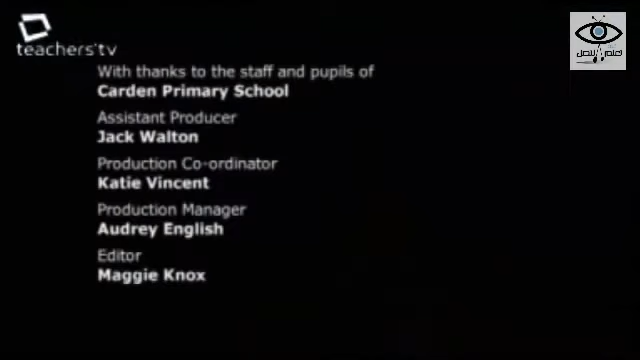 teachers'tv
With thanks to the staff and pupils of
Carden Primary School
Assistant Producer
Jack Walton
Production Co-ordinator
Katie Vincent
Production Manager
Audrey English
Editor
Maggie Knox